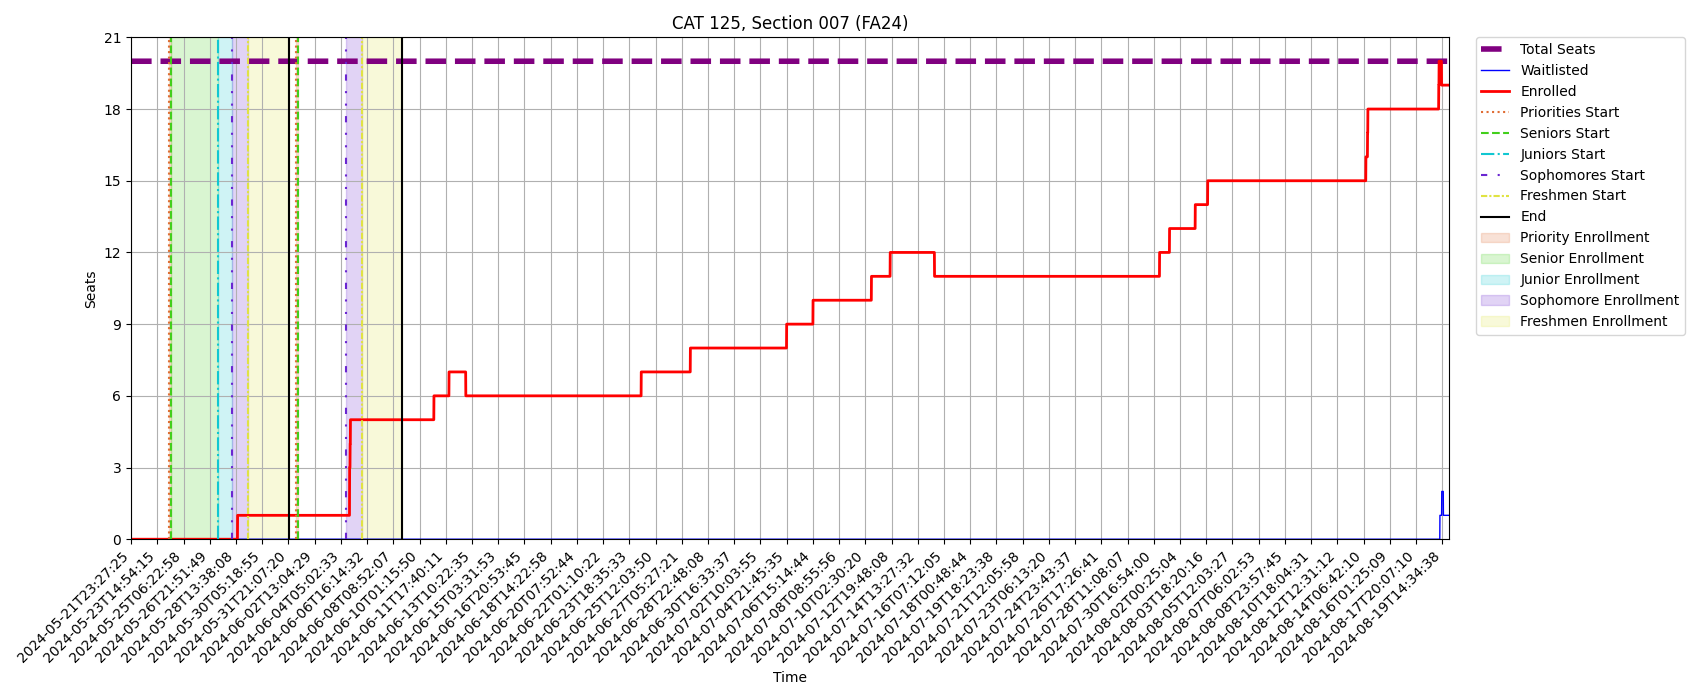 CAT 125, Section 007 (FA24)
Seats
21
18
15
12
9
6
3
0
2024-05-21T23:27:25
2024-05-23T14:54:15
2024-05-25T06:22:58
2024-05-26T21:51:49
2024-05-28T13:38:08
2024-05-30T05:18:55
2024-05-31T21:07:20
2024-06-02T13:04:29
2024-06-04T05:02:33
2024-06-06T16:14:32
2024-06-08T08:52:07
2024-06-10T01:15:50
2024-06-11T17:40:11
2024-06-13T10:22:35
2024-06-15T03:31:53
2024-06-16T20:53:45
2024-06-18T14:22:58
2024-06-20T07:52:44
2024-06-22T01:10:22
2024-06-23T18:35:33
2024-06-25T12:03:50
2024-06-27T05:27:21
2024-06-28T22:48:08
2024-06-30T16:33:37
2024-07-02T10:03:55
2024-07-04T21:45:35
2024-07-06T15:14:44
2024-07-08T08:55:56
2024-07-10T02:30:20
2024-07-12T19:48:09
2024-07-14T13:27:32
2024-07-16T07:12:05
2024-07-18T00:48:44
2024-07-19T18:23:38
2024-07-21T12:05:58
2024-07-23T06:13:20
2024-07-24T23:43:37
2024-07-26T17:26:41
2024-07-28T11:08:07
2024-07-30T16:54:00
2024-08-02T00:25:04
2024-08-03T18:20:16
2024-08-05T12:03:27
2024-08-07T06:02:53
2024-08-08T23:57:45
2024-08-10T18:04:31
2024-08-12T12:31:12
2024-08-14T06:42:10
2024-08-16T01:25:09
2024-08-17T20:07:10
2024-08-19T14:34:38
Time
Total Seats
Waitlisted
Enrolled
Priorities Start
Seniors Start
Juniors Start
Sophomores Start
Freshmen Start
End
Priority Enrollment
Senior Enrollment
Junior Enrollment
Sophomore Enrollment
Freshmen Enrollment